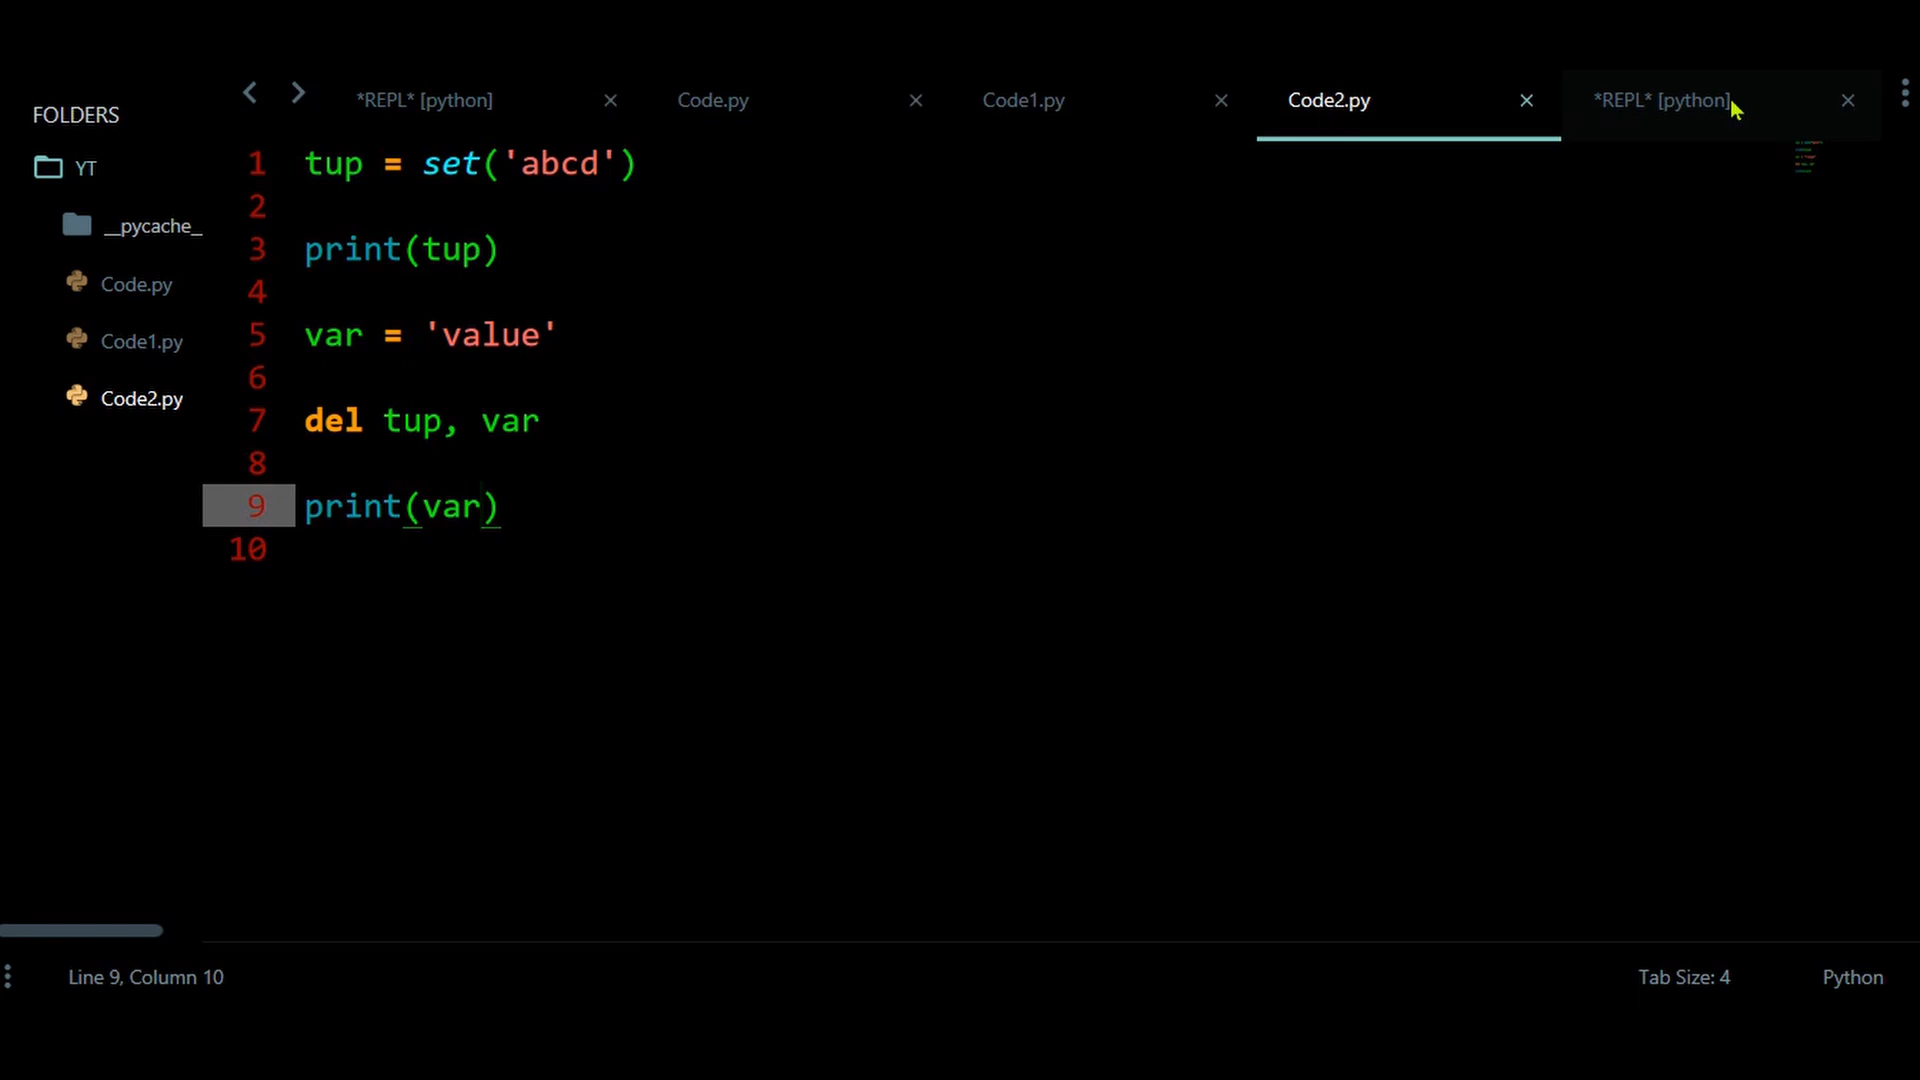 FOLDERS
YT
__pycache_
Code.py
Code1.py
Code2.py
*REPL* [python]
Code.py
Code1.py
Code2.py
*REPL* [python]
1 tup = set('abcd')
2
3 print(tup)
4
5 var = 'value'
6
7 del tup, var
8
9 print(var)
10
Line 9, Column 10
Tab Size: 4
Python